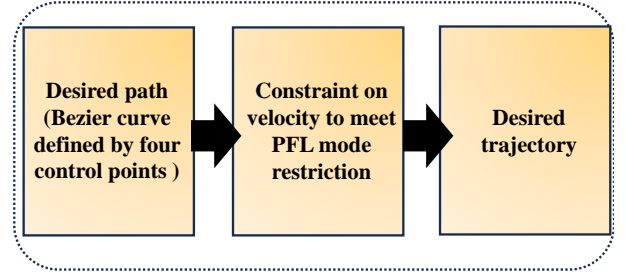 Desired path
(Bezier curve
defined by four
control points )
Constraint on
velocity to meet
PFL mode
restriction
Desired
trajectory